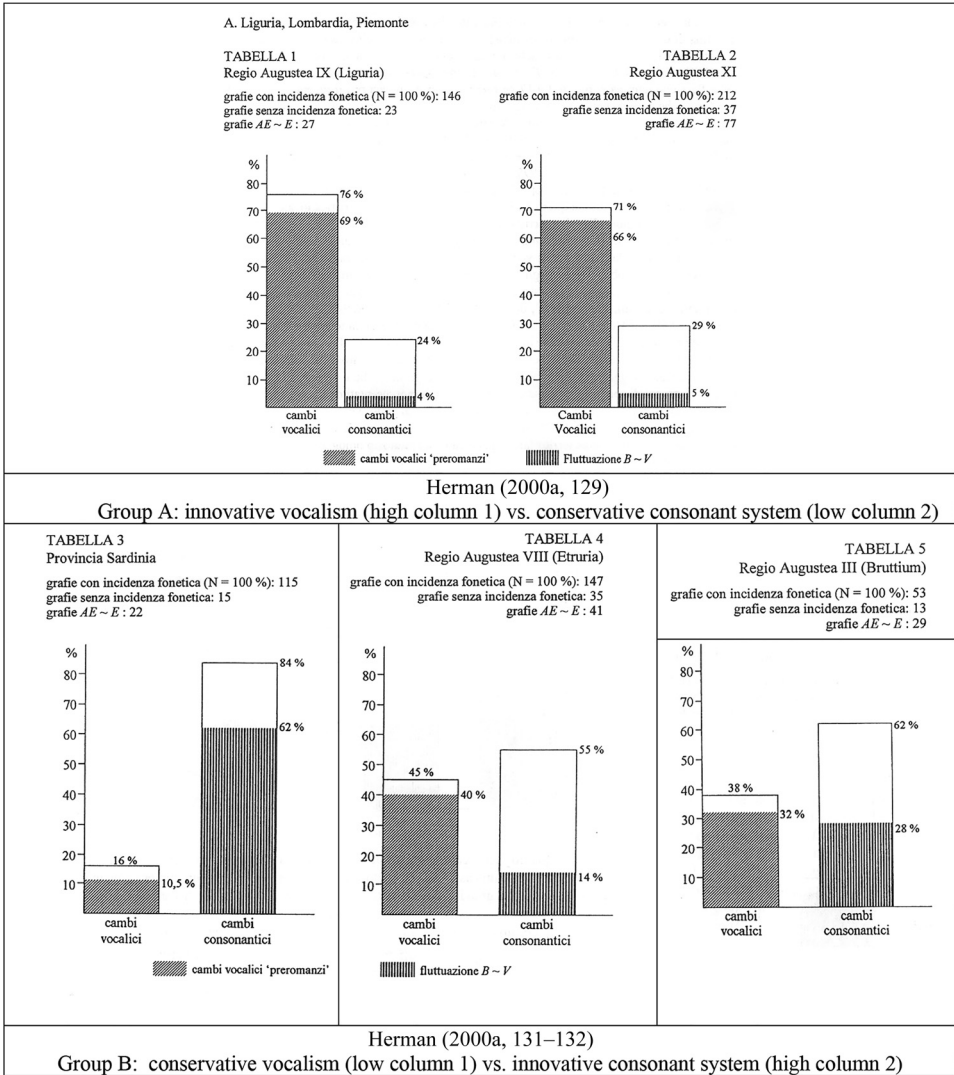 A. Liguria, Lombardia, Piemonte
TABELLA 1
Regio Augustea IX (Liguria)
grafie con incidenza fonetica (N = 100 %): 146
grafie senza incidenza fonetica: 23
grafie AE ~ E : 27
%
80
70
60
50
40
30
20
10
76 %
69 %
24 %
4 %
cambi
vocalici
cambi
consonantici
TABELLA 2
Regio Augustea XI
grafie con incidenza fonetica (N = 100 %): 212
grafie senza incidenza fonetica: 37
grafie AE ~ E : 77
%
80
70
60
50
40
30
20
10
71 %
66 %
29 %
5 %
Cambi
Vocalici
cambi
consonantici
cambi vocalici 'preromanzi'
Fluttuazione B ~ V
Herman (2000a, 129)
Group A: innovative vocalism (high column 1) vs. conservative consonant system (low column 2)
TABELLA 3
Provincia Sardinia
grafie con incidenza fonetica (N = 100 %): 115
grafie senza incidenza fonetica: 15
grafie AE ~ E : 22
%
80
70
60
50
40
30
20
10
16 %
10,5 %
84 %
62 %
cambi
vocalici
cambi
consonantici
cambi vocalici 'preromanzi'
TABELLA 4
Regio Augustea VIII (Etruria)
grafie con incidenza fonetica (N = 100 %): 147
grafie senza incidenza fonetica: 35
grafie AE ~ E : 41
%
80
70
60
50
40
30
20
10
45 %
40 %
55 %
14 %
cambi
vocalici
cambi
consonantici
fluttuazione B ~ V
TABELLA 5
Regio Augustea III (Bruttium)
grafie con incidenza fonetica (N = 100 %): 53
grafie senza incidenza fonetica: 13
grafie AE ~ E : 29
%
80
70
60
50
40
30
20
10
38 %
32 %
62 %
28 %
cambi
vocalici
cambi
consonantici
Herman (2000a, 131–132)
Group B: conservative vocalism (low column 1) vs. innovative consonant system (high column 2)